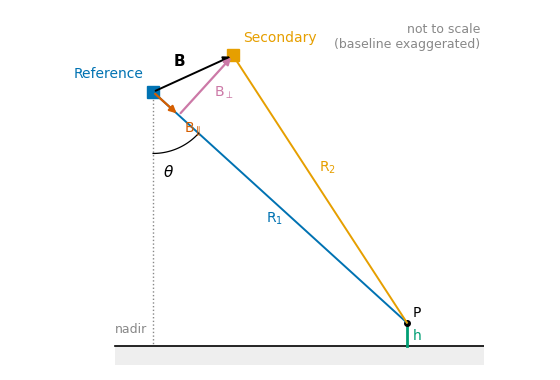 not to scale
(baseline exaggerated)
Secondary
Reference
B
B⊥
B∥
θ
R₂
R₁
P
nadir
h